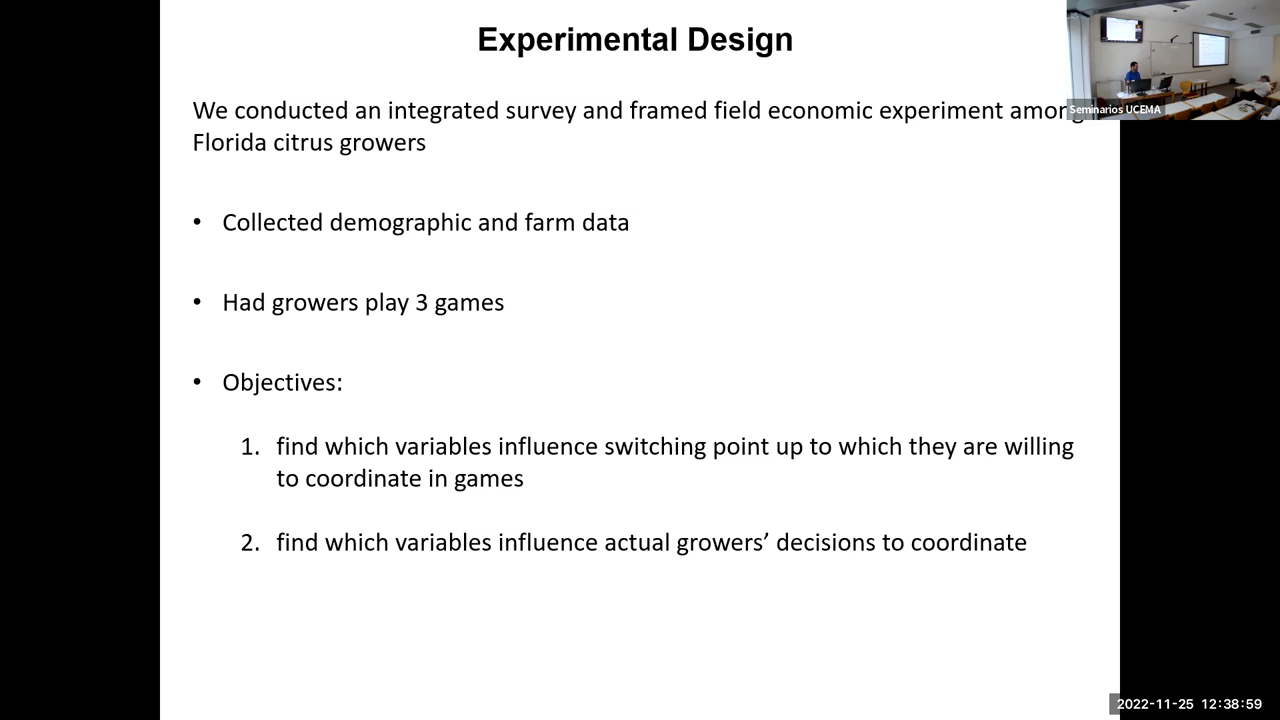 Experimental Design
Seminarios UCEMA
We conducted an integrated survey and framed field economic experiment among
Florida citrus growers
• Collected demographic and farm data
• Had growers play 3 games
• Objectives:
1. find which variables influence switching point up to which they are willing
to coordinate in games
2. find which variables influence actual growers’ decisions to coordinate
2022-11-25 12:38:59